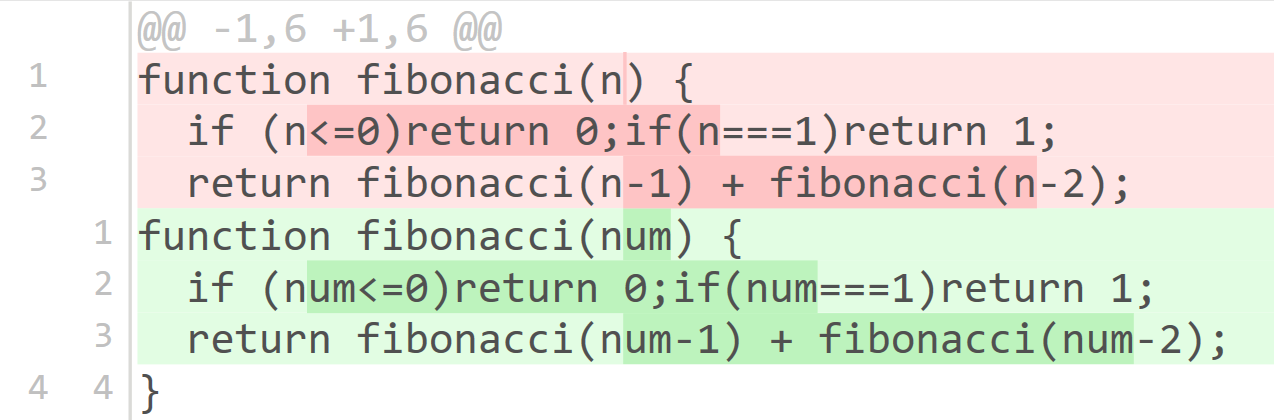 @@ -1,6 +1,6 @@
1 function fibonacci(n) {
2   if (n<=0)return 0;if(n===1)return 1;
3   return fibonacci(n-1) + fibonacci(n-2);
1 function fibonacci(num) {
2   if (num<=0)return 0;if(num===1)return 1;
3   return fibonacci(num-1) + fibonacci(num-2);
4 4 }